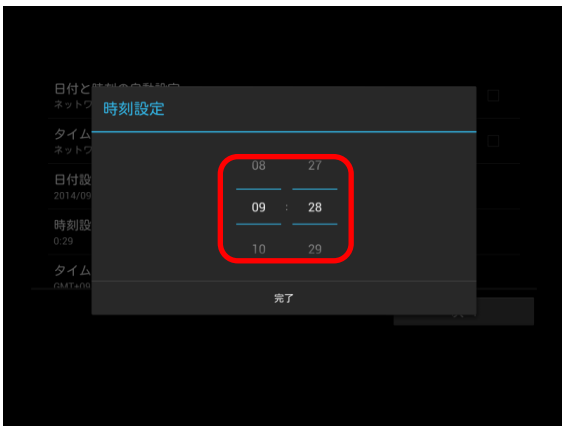 日付と時刻の自動設定
ネットワ
時刻設定
タイム
ネットワ
08 27
日付設
2014/09
09 : 28
時刻設
0:29
10 29
タイム
GMT+09
完了